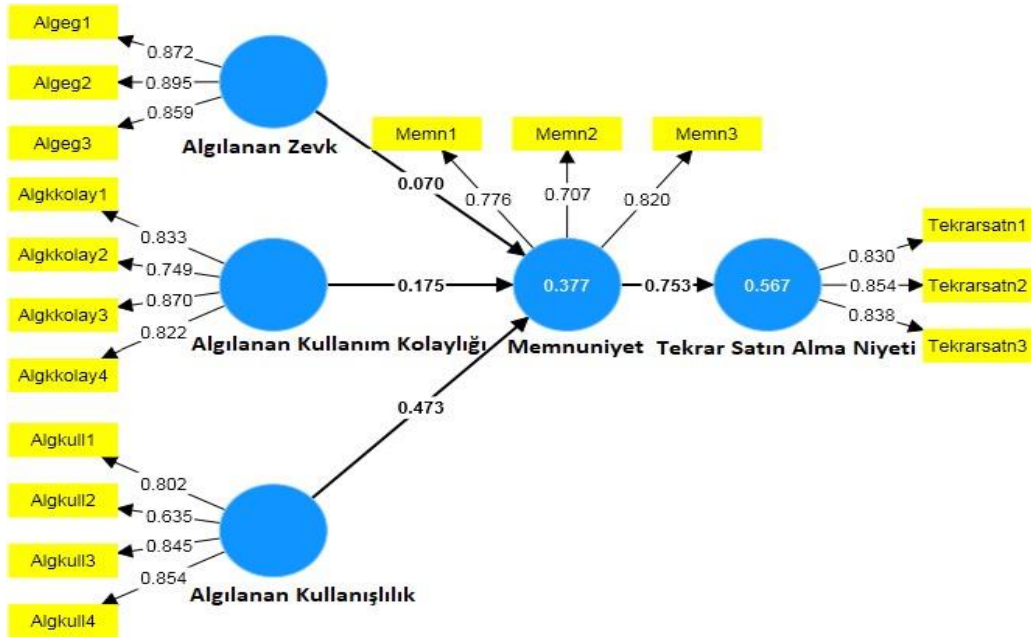 Algeg1
0.872
Algeg2
0.895
Algeg3
0.859
Algılanan Zevk
0.070
Memn1
Memn2
Memn3
0.776
0.707
0.820
Algkkolay1
0.833
Algkkolay2
0.749
Algkkolay3
0.870
Algkkolay4
0.822
Algılanan Kullanım Kolaylığı
0.175
0.377
Memnuniyet
0.753
0.567
Tekrar Satın Alma Niyeti
Tekrarsatn1
0.830
Tekrarsatn2
0.854
Tekrarsatn3
0.838
0.473
Algkull1
0.802
Algkull2
0.635
Algkull3
0.845
Algkull4
0.854
Algılanan Kullanışlılık